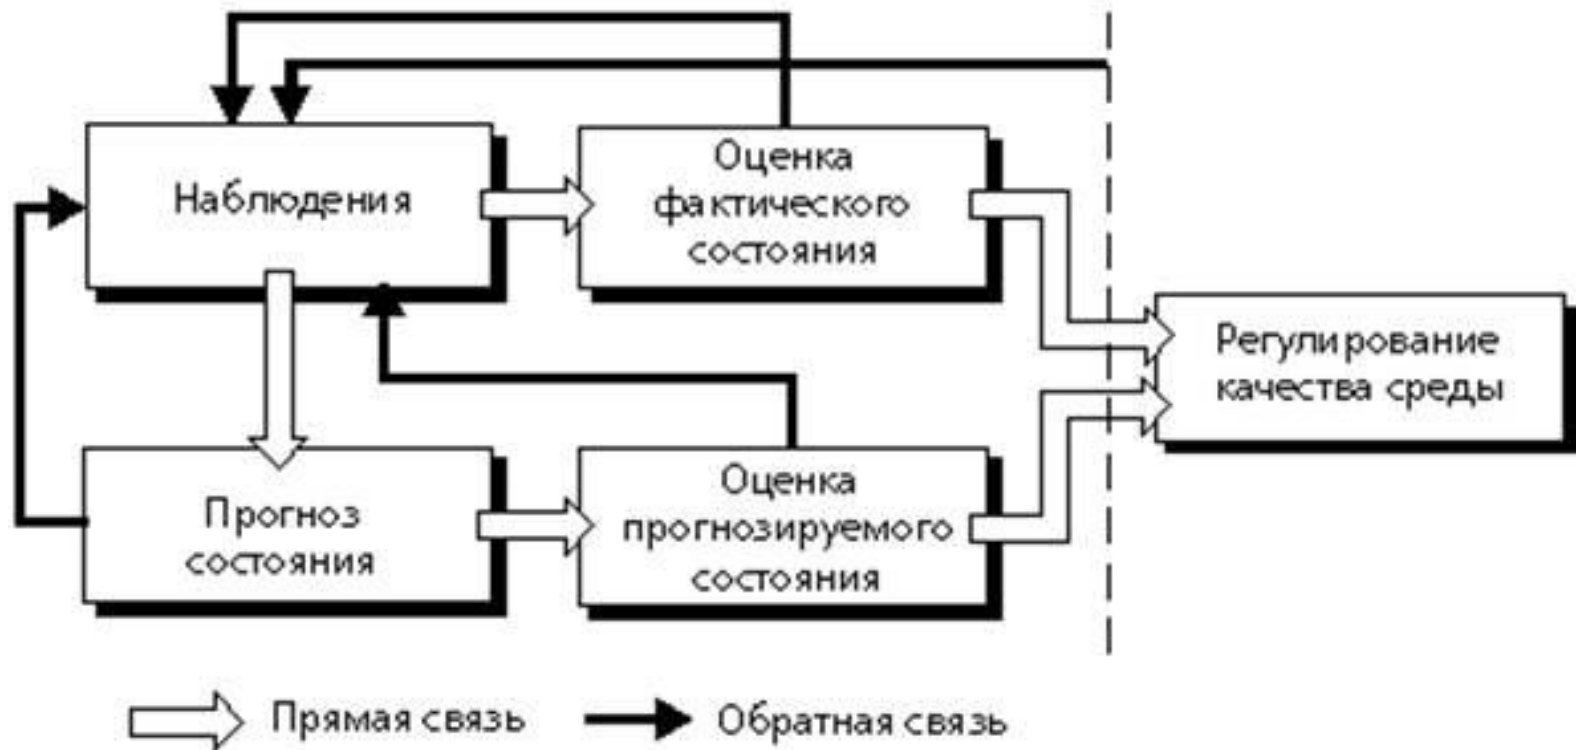 Наблюдения
Оценка
фактического
состояния
Регулирование
качества среды
Прогноз
состояния
Оценка
прогнозируемого
состояния
Прямая связь
Обратная связь